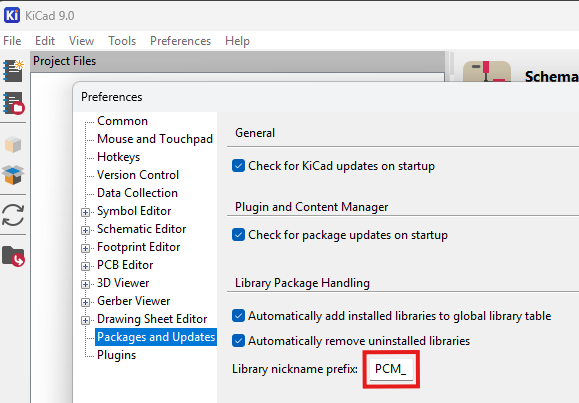 KiCad 9.0
File Edit View Tools Preferences Help
Project Files
Schema
Preferences
Common
Mouse and Touchpad
Hotkeys
Version Control
Data Collection
Symbol Editor
Schematic Editor
Footprint Editor
PCB Editor
3D Viewer
Gerber Viewer
Drawing Sheet Editor
Packages and Updates
Plugins
General
Check for KiCad updates on startup
Plugin and Content Manager
Check for package updates on startup
Library Package Handling
Automatically add installed libraries to global library table
Automatically remove uninstalled libraries
Library nickname prefix: PCM_